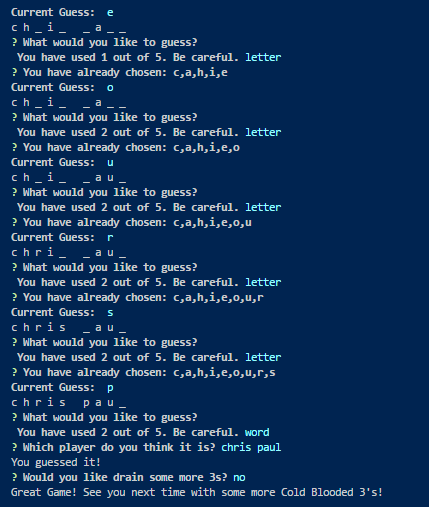 Current Guess:  e
c h _ i _   _ a _ _
? What would you like to guess?
 You have used 1 out of 5. Be careful. letter
? You have already chosen: c,a,h,i,e
Current Guess:  o
c h _ i _   _ a _ _
? What would you like to guess?
 You have used 2 out of 5. Be careful. letter
? You have already chosen: c,a,h,i,e,o
Current Guess:  u
c h _ i _   _ a u _
? What would you like to guess?
 You have used 2 out of 5. Be careful. letter
? You have already chosen: c,a,h,i,e,o,u
Current Guess:  r
c h r i _   _ a u _
? What would you like to guess?
 You have used 2 out of 5. Be careful. letter
? You have already chosen: c,a,h,i,e,o,u,r
Current Guess:  s
c h r i s   _ a u _
? What would you like to guess?
 You have used 2 out of 5. Be careful. letter
? You have already chosen: c,a,h,i,e,o,u,r,s
Current Guess:  p
c h r i s   p a u _
? What would you like to guess?
 You have used 2 out of 5. Be careful. word
? Which player do you think it is? chris paul
You guessed it!
? Would you like drain some more 3s? no
Great Game! See you next time with some more Cold Blooded 3's!